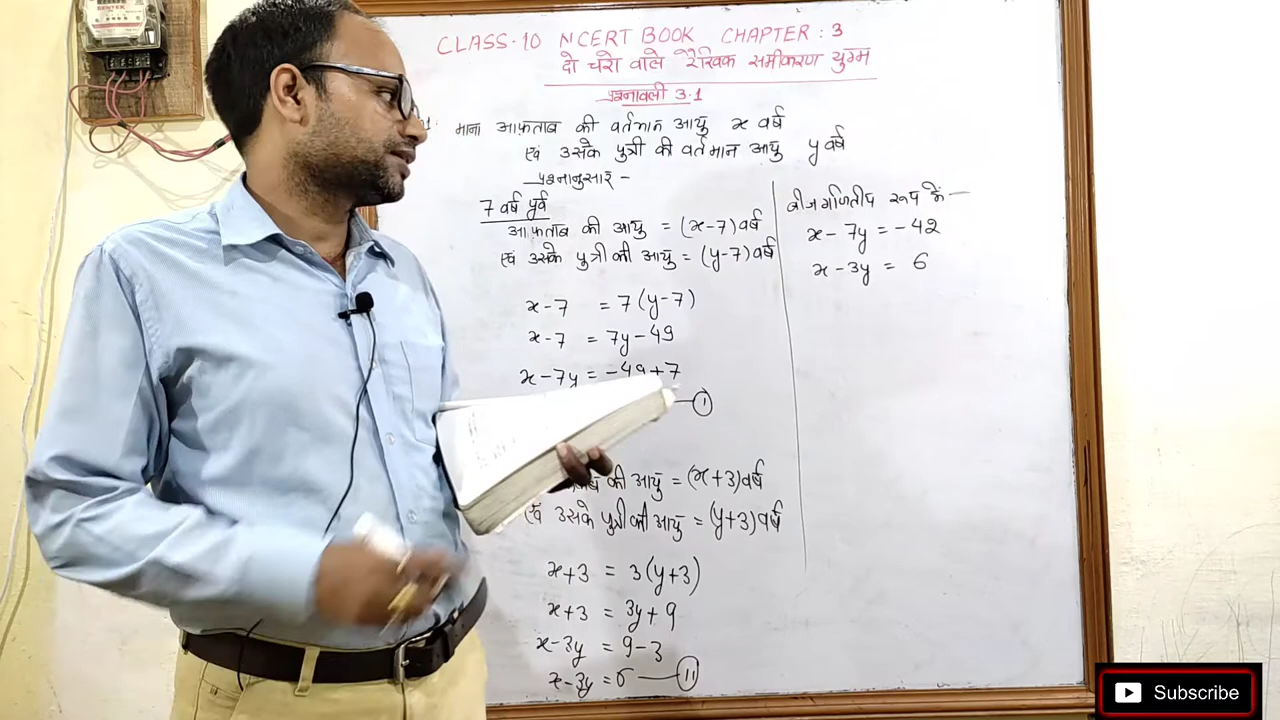 CLASS-10 NCERT BOOK CHAPTER : 3
दो चरो वाले रैखिक समीकरण युग्म
प्रश्नावली 3.1
माना आफ़ताब की वर्तमान आयु x वर्ष
एवं उसके पुत्री की वर्तमान आयु y वर्ष
प्रश्नानुसार -
7 वर्ष पूर्व
आफ़ताब की आयु = (x-7) वर्ष
एवं उसके पुत्री की आयु = (y-7) वर्ष
x-7 = 7(y-7)
x-7 = 7y-49
x-7y = -49+7
①
की आयु = (x+3) वर्ष
एवं उसके पुत्री की आयु = (y+3) वर्ष
x+3 = 3(y+3)
x+3 = 3y+9
x-3y = 9-3
x-3y = 6 — ⑪
बीजगणितीय रूप में —
x-7y = -42
x-3y = 6
Subscribe